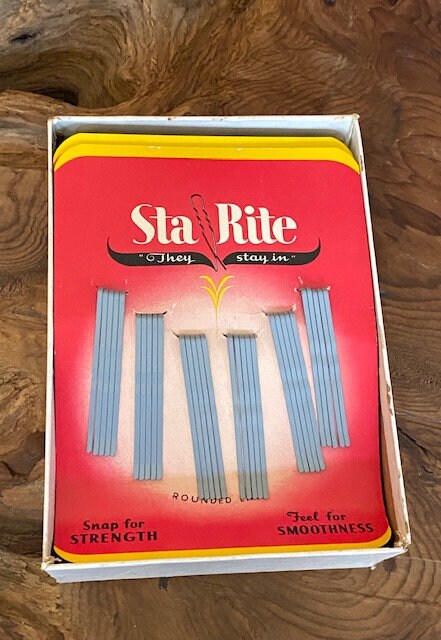 Sta Rite
"They stay in"
ROUNDED
Snap for
STRENGTH
Feel for
SMOOTHNESS